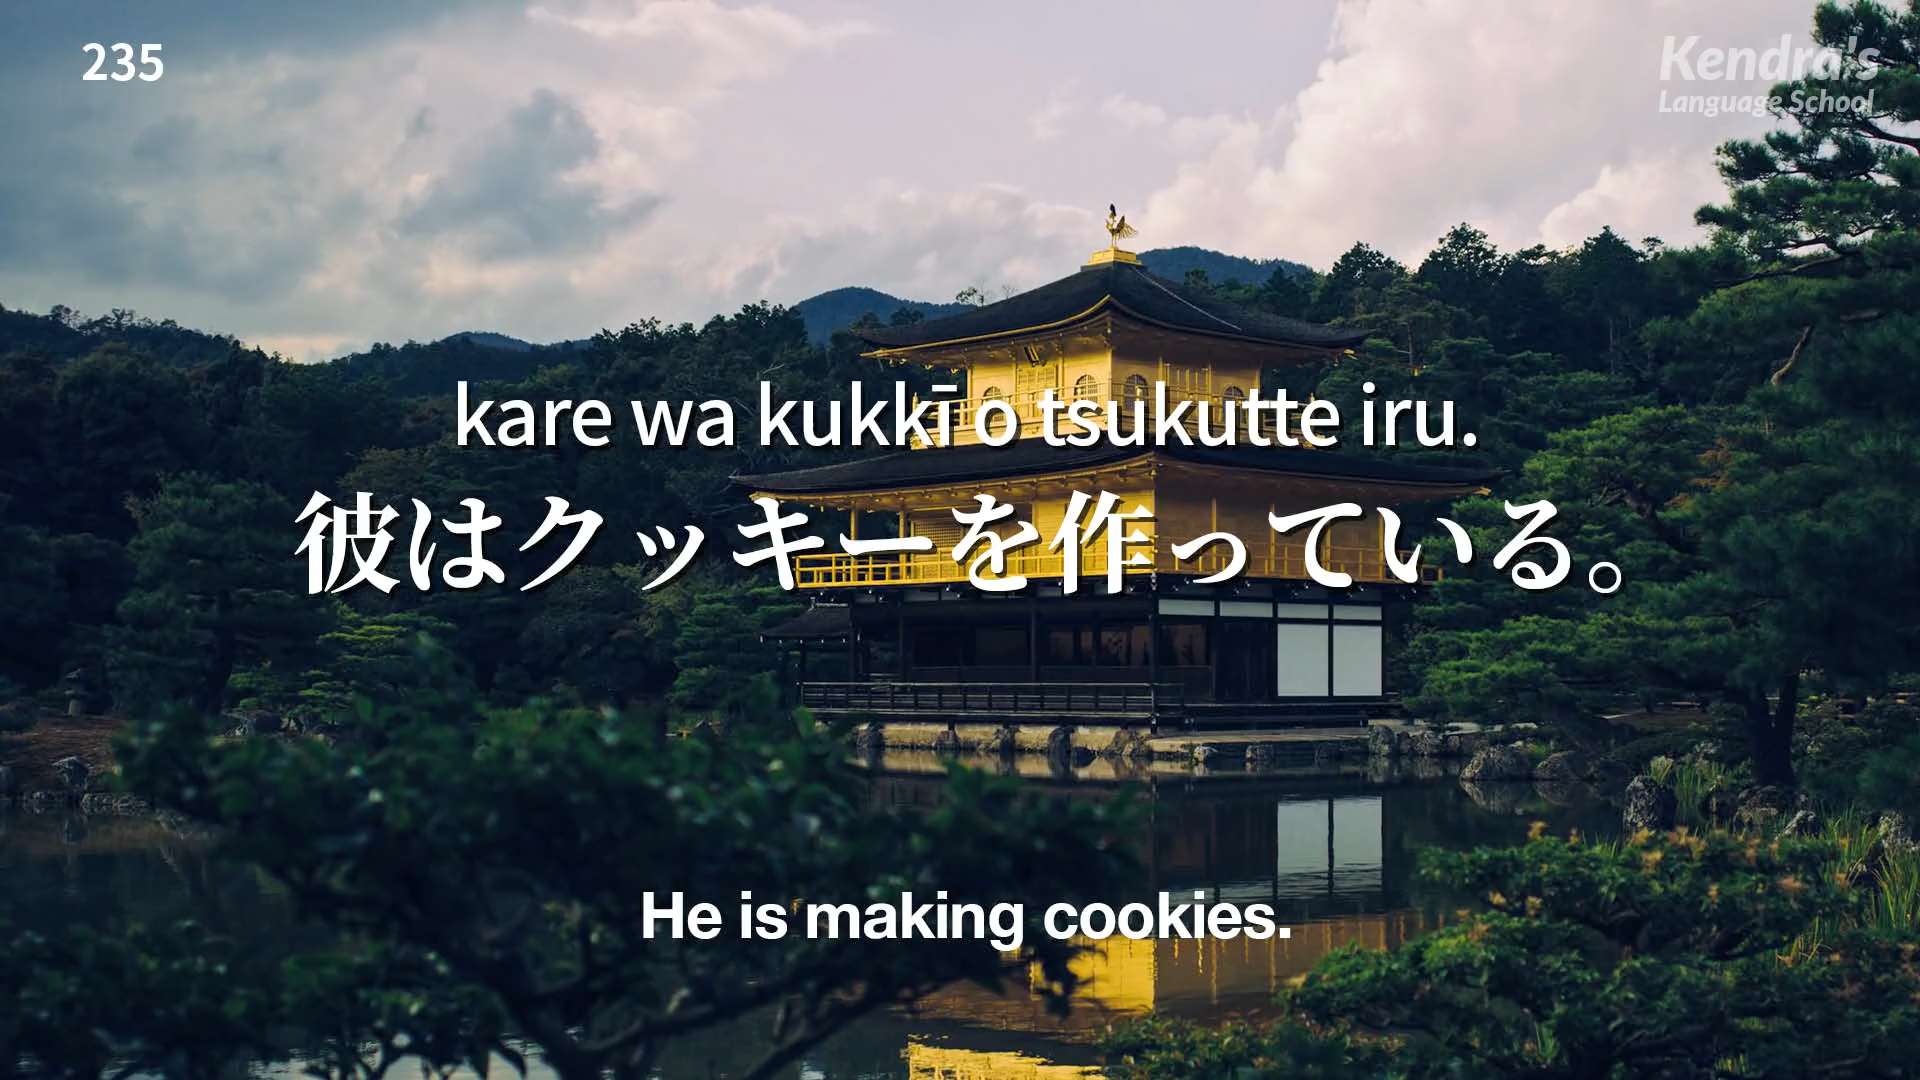 235
Kendra's
Language School
kare wa kukkī o tsukutte iru.
彼はクッキーを作っている。
He is making cookies.